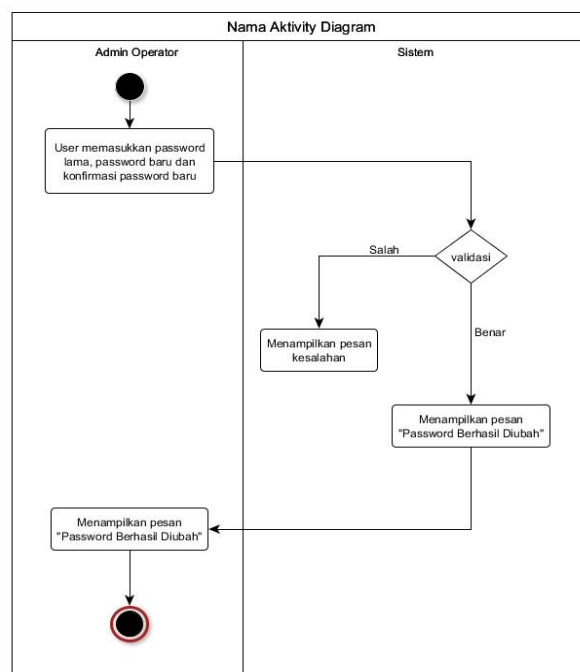 Nama Aktivity Diagram
Admin Operator
Sistem
User memasukkan password
lama, password baru dan
konfirmasi password baru
validasi
Salah
Benar
Menampilkan pesan
kesalahan
Menampilkan pesan
"Password Berhasil Diubah"
Menampilkan pesan
"Password Berhasil Diubah"